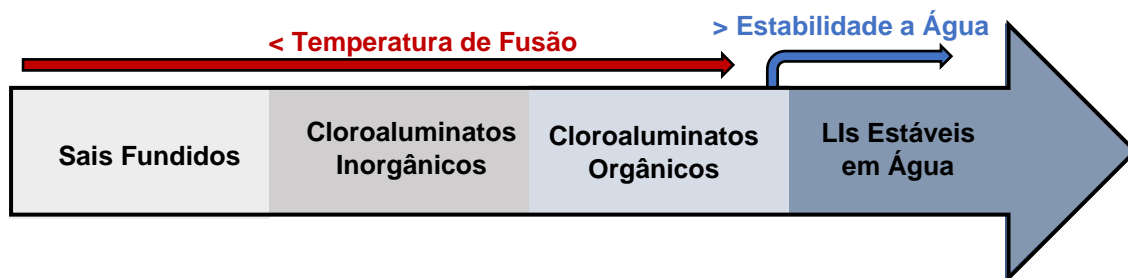 < Temperatura de Fusão
> Estabilidade a Água
Sais Fundidos
Cloroaluminatos
Inorgânicos
Cloroaluminatos
Orgânicos
LIs Estáveis
em Água